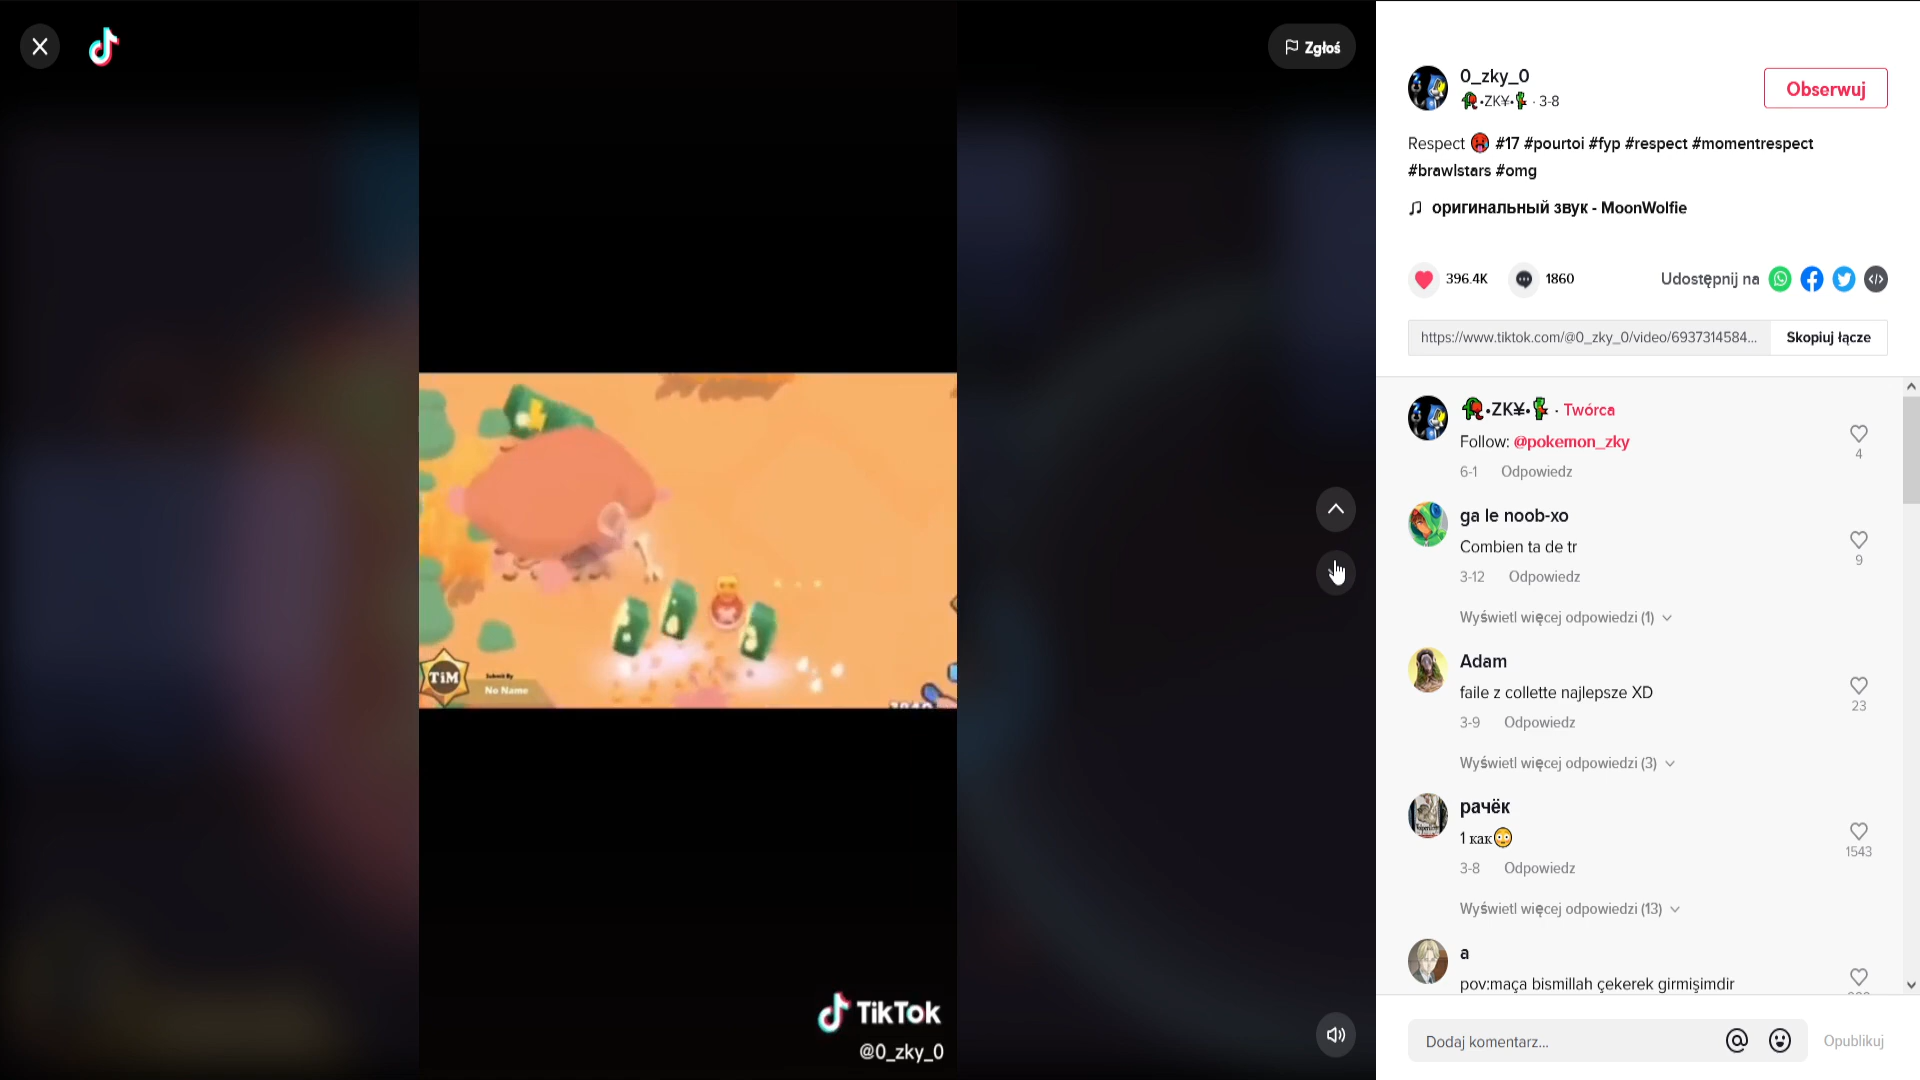 Zgłoś
TiM
Submit By
No Name
TikTok
@0_zky_0
0_zky_0
•ZK¥• · 3-8
Obserwuj
Respect 🥵 #17 #pourtoi #fyp #respect #momentrespect
#brawlstars #omg
оригинальный звук - MoonWolfie
396.4K
1860
Udostępnij na
https://www.tiktok.com/@0_zky_0/video/6937314584...
Skopiuj łącze
•ZK¥• · Twórca
Follow: @pokemon_zky
4
6-1 Odpowiedz
ga le noob-xo
Combien ta de tr
9
3-12 Odpowiedz
Wyświetl więcej odpowiedzi (1)
Adam
faile z collette najlepsze XD
23
3-9 Odpowiedz
Wyświetl więcej odpowiedzi (3)
рачёк
1 как😳
1543
3-8 Odpowiedz
Wyświetl więcej odpowiedzi (13)
a
pov:maça bismillah çekerek girmişimdir
Dodaj komentarz...
Opublikuj